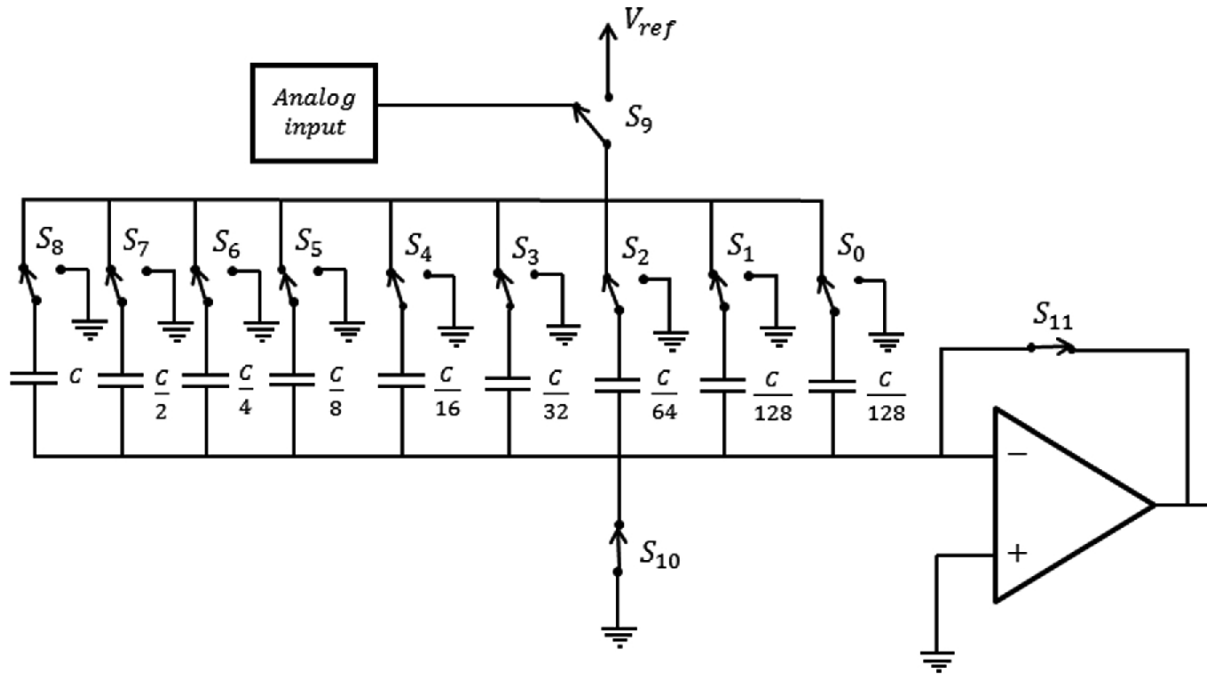 V_ref
Analog
input
S_9
S_8 S_7 S_6 S_5 S_4 S_3 S_2 S_1 S_0
S_11
C C/2 C/4 C/8 C/16 C/32 C/64 C/128 C/128
−
+
S_10